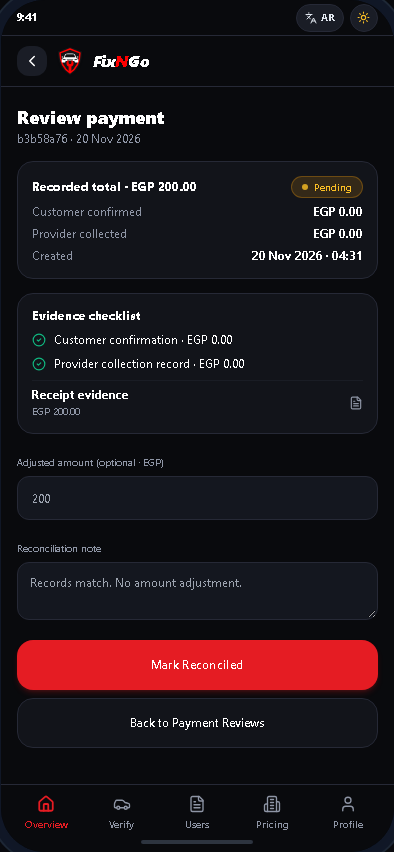 9:41
AR
FixNGo
Review payment
b3b58a76 · 20 Nov 2026
Recorded total · EGP 200.00
Pending
Customer confirmed EGP 0.00
Provider collected EGP 0.00
Created 20 Nov 2026 · 04:31
Evidence checklist
Customer confirmation · EGP 0.00
Provider collection record · EGP 0.00
Receipt evidence
EGP 200.00
Adjusted amount (optional · EGP)
200
Reconciliation note
Records match. No amount adjustment.
Mark Reconciled
Back to Payment Reviews
Overview Verify Users Pricing Profile